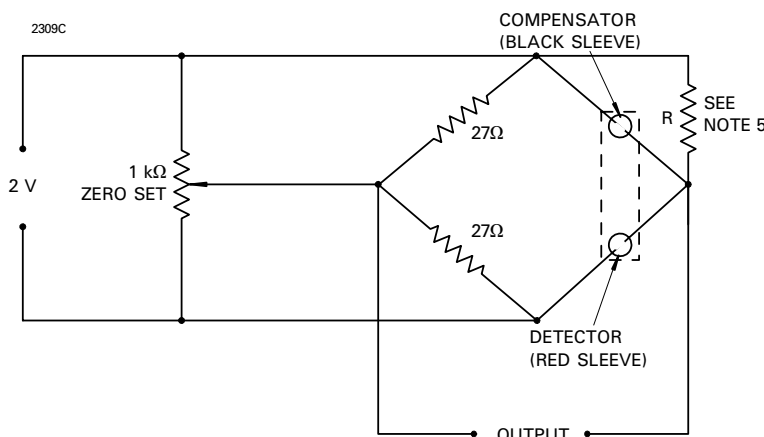 2309C
COMPENSATOR
(BLACK SLEEVE)
27Ω
R
SEE
NOTE 5
2 V
1 kΩ
ZERO SET
27Ω
DETECTOR
(RED SLEEVE)
OUTPUT